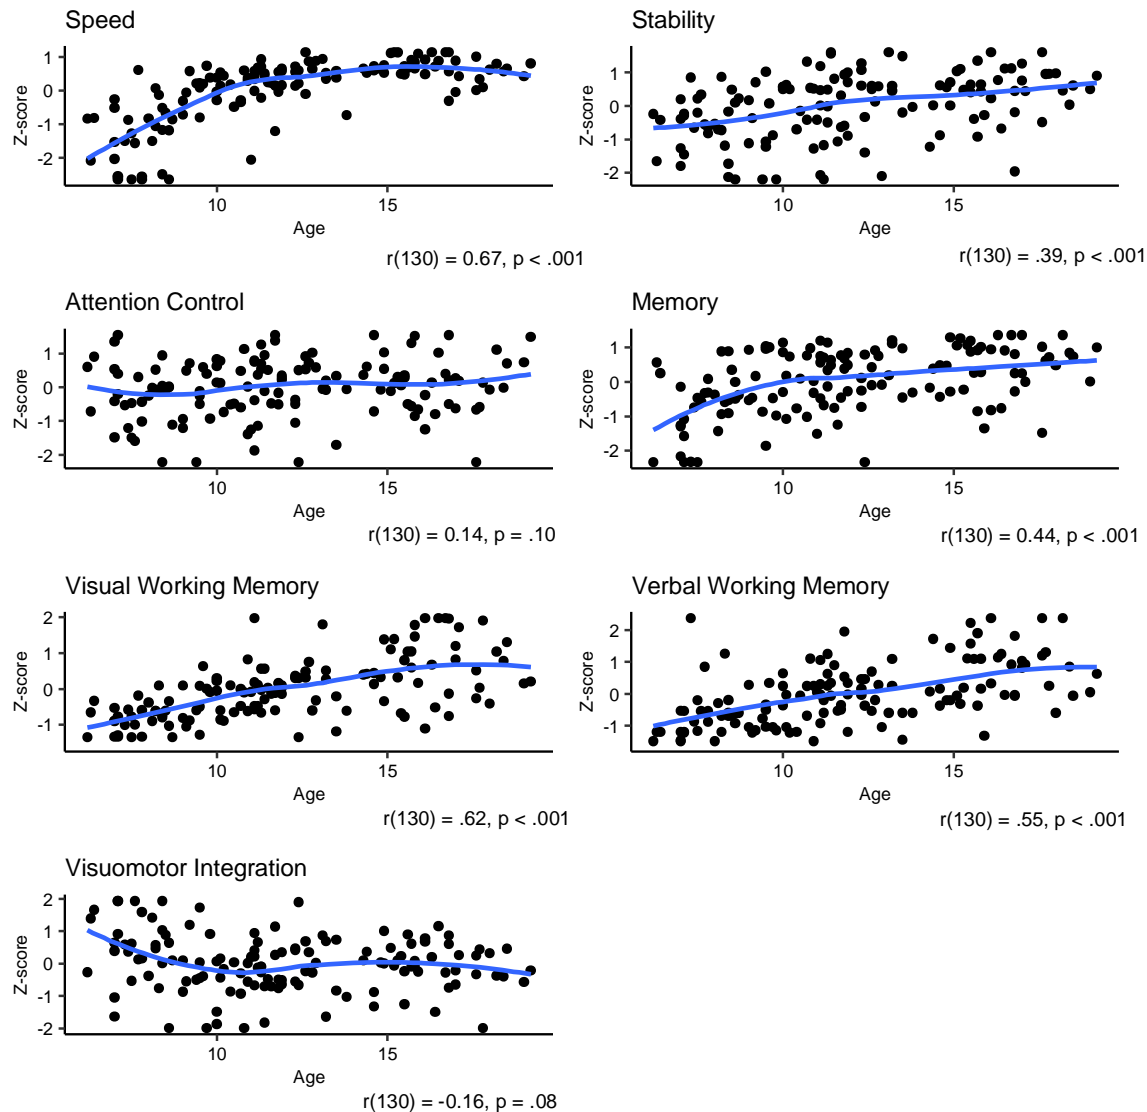 Speed
Z-score
1
0
-1
-2
10 15
Age
r(130) = 0.67, p < .001
Stability
Z-score
1
0
-1
-2
10 15
Age
r(130) = .39, p < .001
Attention Control
Z-score
1
0
-1
-2
10 15
Age
r(130) = 0.14, p = .10
Memory
Z-score
1
0
-1
-2
10 15
Age
r(130) = 0.44, p < .001
Visual Working Memory
Z-score
2
1
0
-1
10 15
Age
r(130) = .62, p < .001
Verbal Working Memory
Z-score
2
1
0
-1
10 15
Age
r(130) = .55, p < .001
Visuomotor Integration
Z-score
2
1
0
-1
-2
10 15
Age
r(130) = -0.16, p = .08